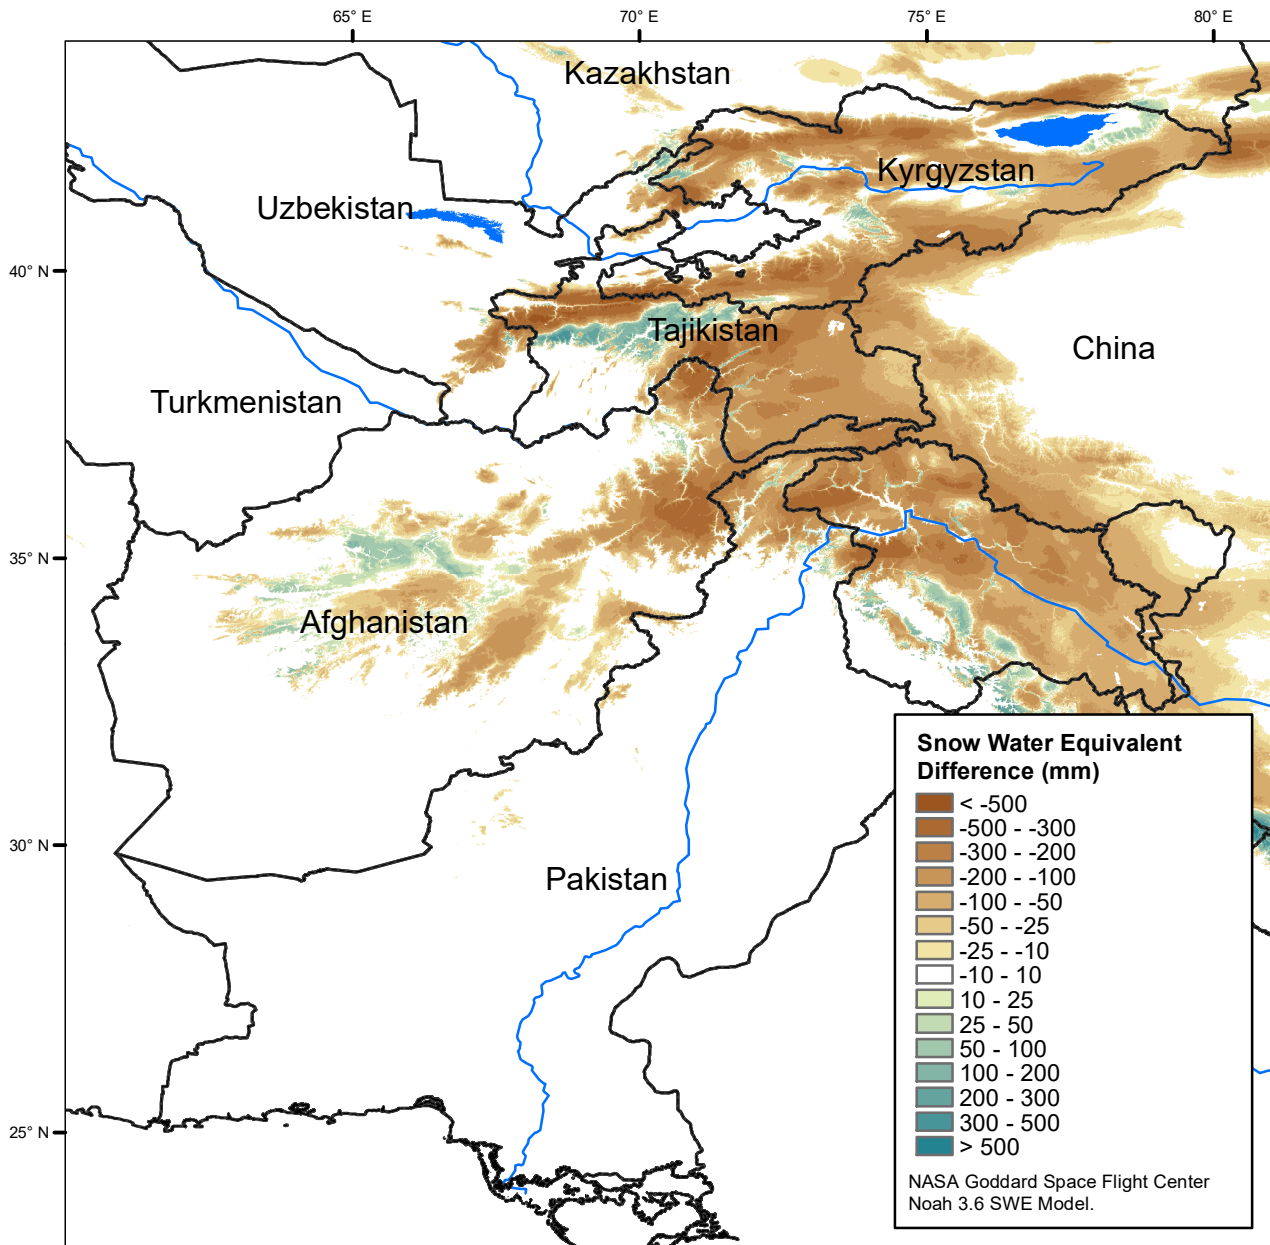 65° E
70° E
75° E
80° E
Kazakhstan
Kyrgyzstan
Uzbekistan
40° N
Tajikistan
China
Turkmenistan
35° N
Afghanistan
30° N
Pakistan
25° N
Snow Water Equivalent
Difference (mm)
< -500
-500 - -300
-300 - -200
-200 - -100
-100 - -50
-50 - -25
-25 - -10
-10 - 10
10 - 25
25 - 50
50 - 100
100 - 200
200 - 300
300 - 500
> 500
NASA Goddard Space Flight Center
Noah 3.6 SWE Model.